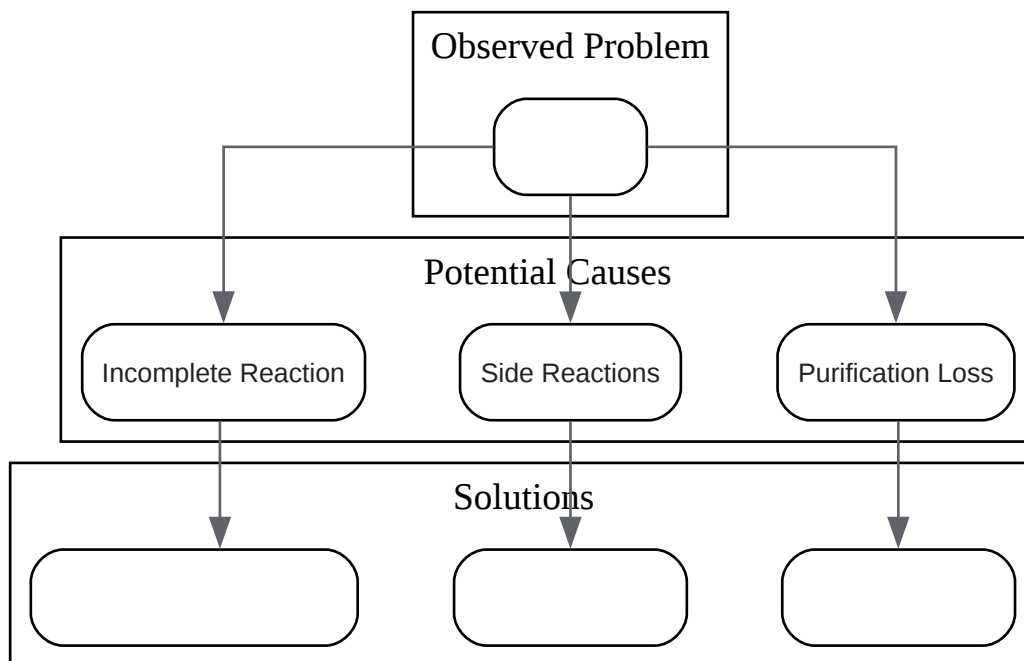 Observed Problem
Potential Causes
Incomplete Reaction
Side Reactions
Purification Loss
Solutions